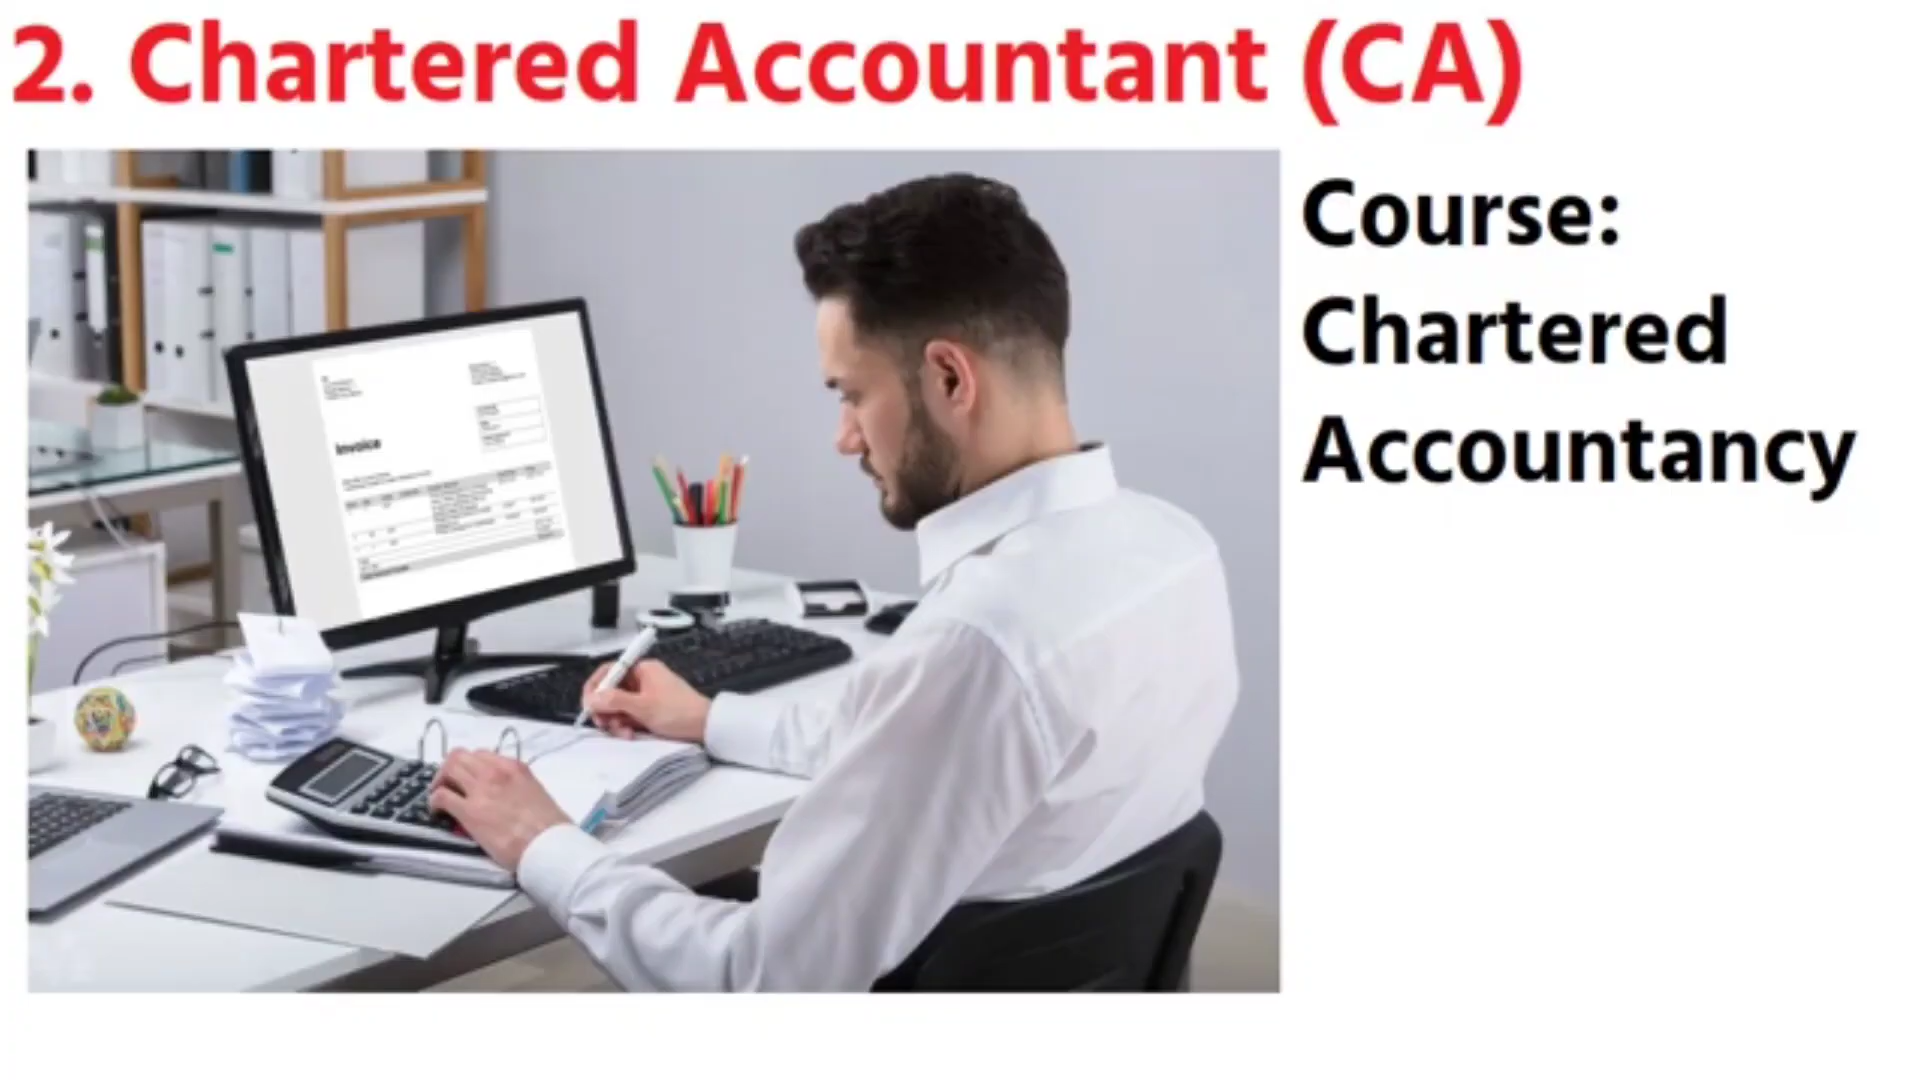 2. Chartered Accountant (CA)
Course:
Chartered
Accountancy
Invoice